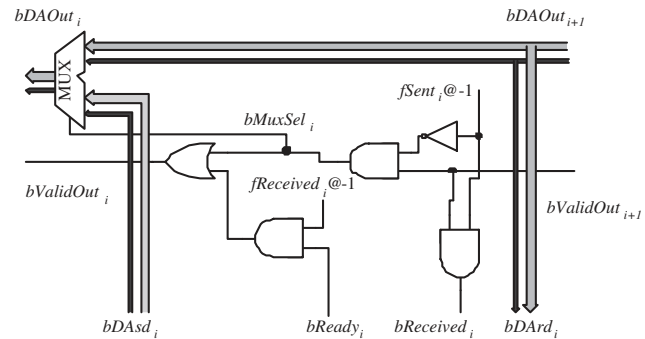 bDAOut i
bDAOut i+1
MUX
fSent i@-1
bMuxSel i
bValidOut i
fReceived i@-1
bValidOut i+1
bDAsd i
bReady i
bReceived i
bDArd i